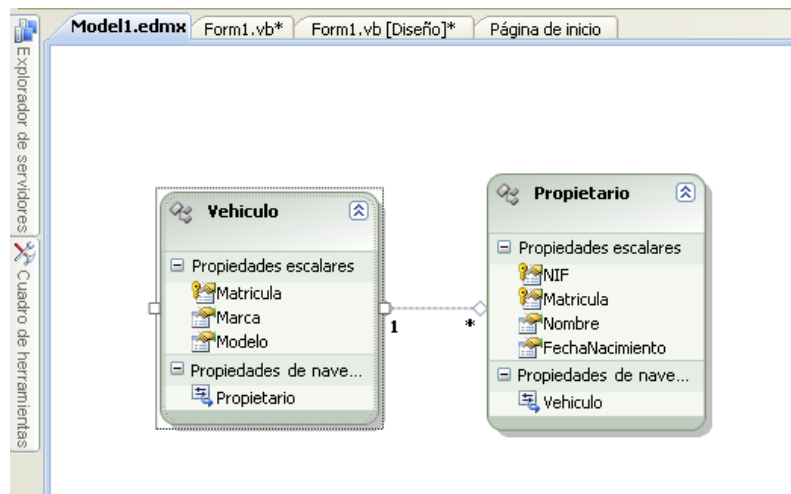 Model1.edmx
Form1.vb*
Form1.vb [Diseño]*
Página de inicio
Explorador de servidores
Cuadro de herramientas
Vehiculo
Propiedades escalares
Matricula
Marca
Modelo
Propiedades de nave...
Propietario
1
*
Propietario
Propiedades escalares
NIF
Matricula
Nombre
FechaNacimiento
Propiedades de nave...
Vehiculo